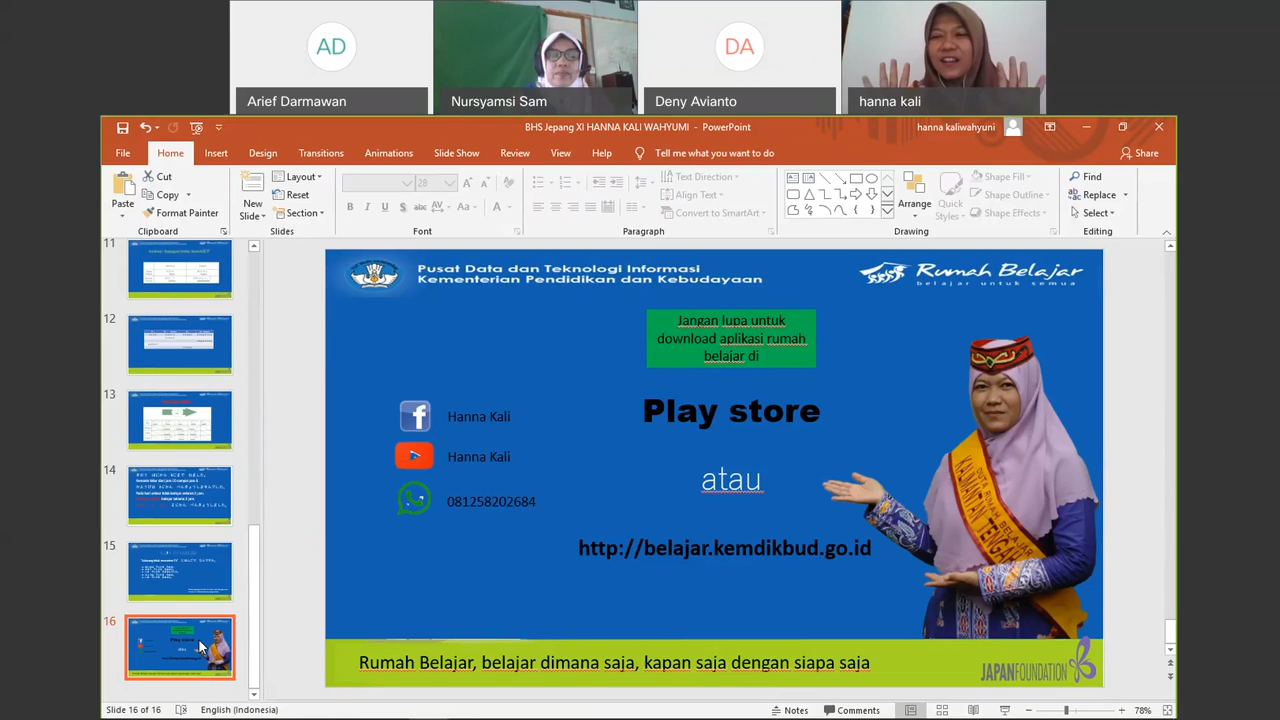 AD
DA
Arief Darmawan
Nursyamsi Sam
Deny Avianto
hanna kali
BHS Jepang XI HANNA KALI WAHYUMI - PowerPoint
hanna kaliwahyuni
File
Home
Insert
Design
Transitions
Animations
Slide Show
Review
View
Help
Tell me what you want to do
Share
Paste
Cut
Copy
Format Painter
Clipboard
New
Slide
Layout
Reset
Section
Slides
28
B I U S abc AV Aa A
Font
Text Direction
Align Text
Convert to SmartArt
Paragraph
Arrange
Quick
Styles
Shape Fill
Shape Outline
Shape Effects
Drawing
Find
Replace
Select
Editing
11
12
13
14
15
16
Pusat Data dan Teknologi Informasi
Kementerian Pendidikan dan Kebudayaan
Rumah Belajar
belajar untuk semua
Jangan lupa untuk
download aplikasi rumah
belajar di
Play store
atau
http://belajar.kemdikbud.go.id
Hanna Kali
Hanna Kali
081258202684
DUTA RUMAH BELAJAR
Rumah Belajar, belajar dimana saja, kapan saja dengan siapa saja
JAPANFOUNDATION
Slide 16 of 16
English (Indonesia)
Notes
Comments
78%